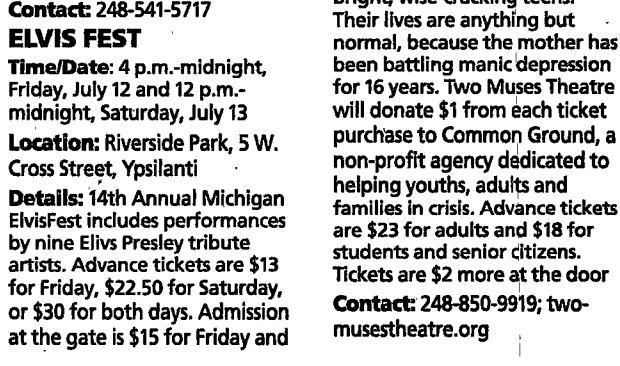 Contact: 248-541-5717
ELVIS FEST
Time/Date: 4 p.m.-midnight,
Friday, July 12 and 12 p.m.-
midnight, Saturday, July 13
Location: Riverside Park, 5 W.
Cross Street, Ypsilanti
Details: 14th Annual Michigan
ElvisFest includes performances
by nine Elivs Presley tribute
artists. Advance tickets are $13
for Friday, $22.50 for Saturday,
or $30 for both days. Admission
at the gate is $15 for Friday and
bright, wise-cracking teens.
Their lives are anything but
normal, because the mother has
been battling manic depression
for 16 years. Two Muses Theatre
will donate $1 from each ticket
purchase to Common Ground, a
non-profit agency dedicated to
helping youths, adults and
families in crisis. Advance tickets
are $23 for adults and $18 for
students and senior citizens.
Tickets are $2 more at the door
Contact: 248-850-9919; two-
musestheatre.org